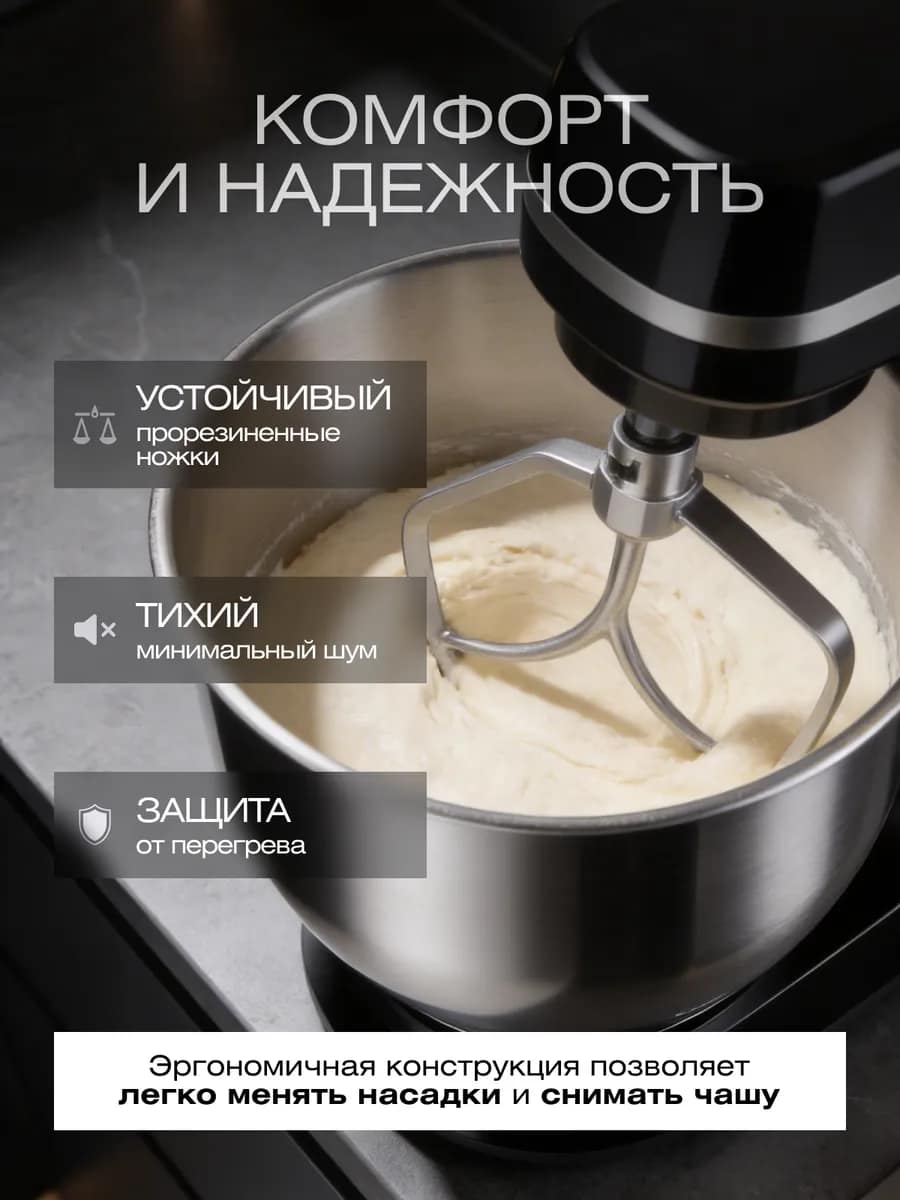 КОМФОРТ
И НАДЕЖНОСТЬ
УСТОЙЧИВЫЙ
прорезиненные
ножки
ТИХИЙ
минимальный шум
ЗАЩИТА
от перегрева
Эргономичная конструкция позволяет
легко менять насадки и снимать чашу